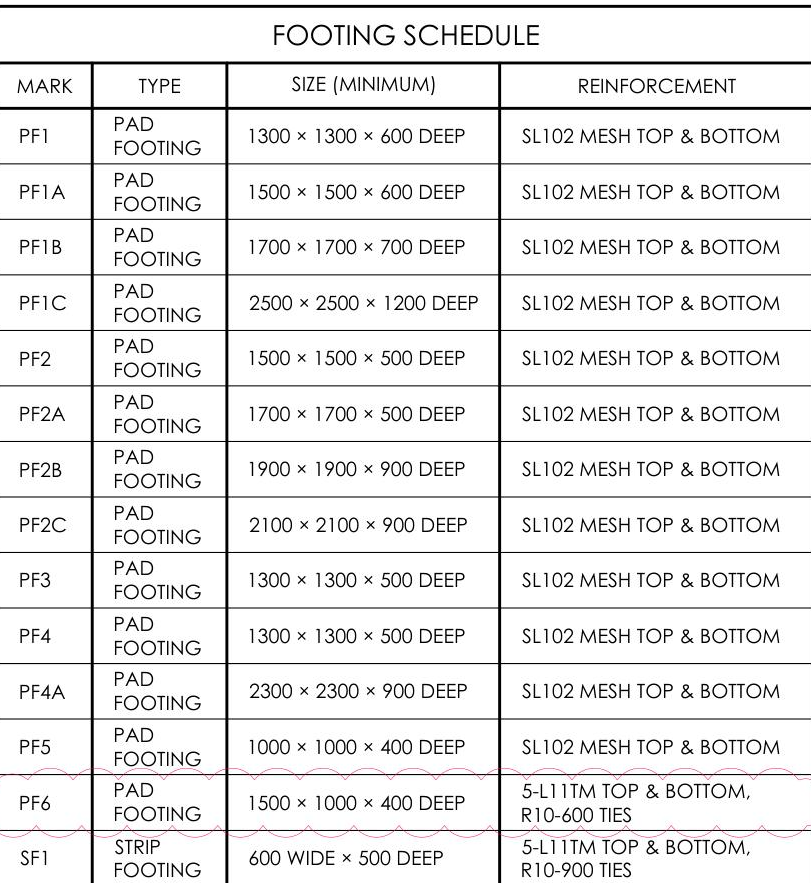 FOOTING SCHEDULE
MARK TYPE SIZE (MINIMUM) REINFORCEMENT
PF1 PAD FOOTING 1300 × 1300 × 600 DEEP SL102 MESH TOP & BOTTOM
PF1A PAD FOOTING 1500 × 1500 × 600 DEEP SL102 MESH TOP & BOTTOM
PF1B PAD FOOTING 1700 × 1700 × 700 DEEP SL102 MESH TOP & BOTTOM
PF1C PAD FOOTING 2500 × 2500 × 1200 DEEP SL102 MESH TOP & BOTTOM
PF2 PAD FOOTING 1500 × 1500 × 500 DEEP SL102 MESH TOP & BOTTOM
PF2A PAD FOOTING 1700 × 1700 × 500 DEEP SL102 MESH TOP & BOTTOM
PF2B PAD FOOTING 1900 × 1900 × 900 DEEP SL102 MESH TOP & BOTTOM
PF2C PAD FOOTING 2100 × 2100 × 900 DEEP SL102 MESH TOP & BOTTOM
PF3 PAD FOOTING 1300 × 1300 × 500 DEEP SL102 MESH TOP & BOTTOM
PF4 PAD FOOTING 1300 × 1300 × 500 DEEP SL102 MESH TOP & BOTTOM
PF4A PAD FOOTING 2300 × 2300 × 900 DEEP SL102 MESH TOP & BOTTOM
PF5 PAD FOOTING 1000 × 1000 × 400 DEEP SL102 MESH TOP & BOTTOM
PF6 PAD FOOTING 1500 × 1000 × 400 DEEP 5-L11TM TOP & BOTTOM, R10-600 TIES
SF1 STRIP FOOTING 600 WIDE × 500 DEEP 5-L11TM TOP & BOTTOM, R10-900 TIES